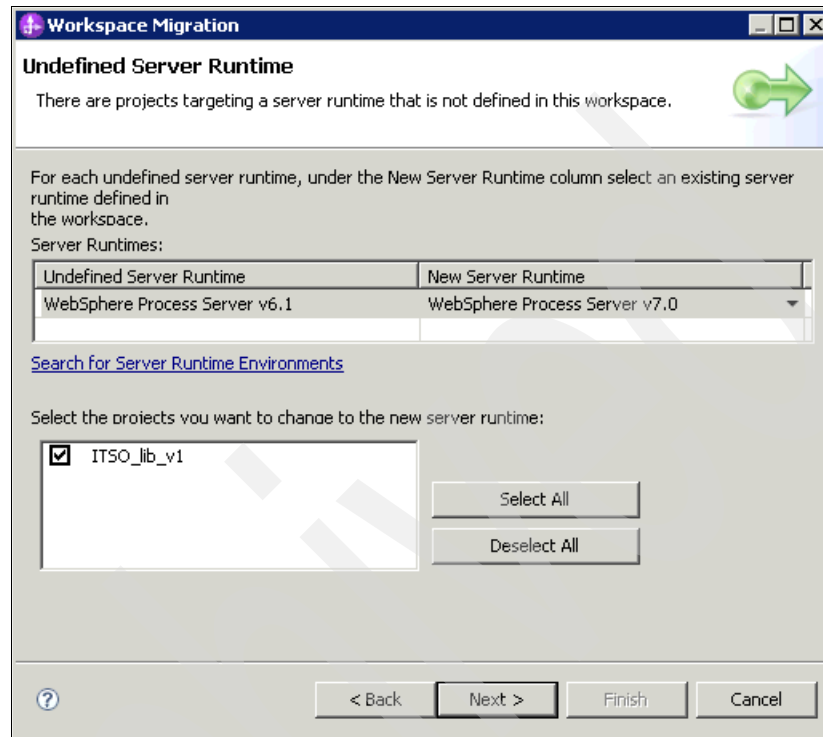 Workspace Migration
Undefined Server Runtime
There are projects targeting a server runtime that is not defined in this workspace.
For each undefined server runtime, under the New Server Runtime column select an existing server
runtime defined in
the workspace.
Server Runtimes:
Undefined Server Runtime New Server Runtime
WebSphere Process Server v6.1 WebSphere Process Server v7.0
Search for Server Runtime Environments
Select the projects you want to change to the new server runtime:
ITSO_lib_v1
Select All
Deselect All
? < Back Next > Finish Cancel